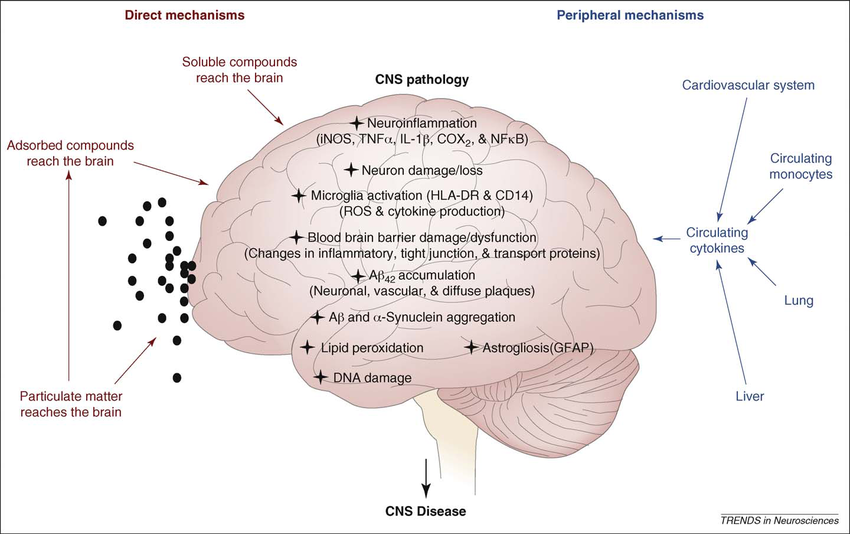 Direct mechanisms
Peripheral mechanisms
Soluble compounds
reach the brain
CNS pathology
Cardiovascular system
Adsorbed compounds
reach the brain
Neuroinflammation
(iNOS, TNFα, IL-1β, COX₂, & NFκB)
Neuron damage/loss
Microglia activation (HLA-DR & CD14)
(ROS & cytokine production)
Blood brain barrier damage/dysfunction
(Changes in inflammatory, tight junction, & transport proteins)
Aβ₄₂ accumulation
(Neuronal, vascular, & diffuse plaques)
Aβ and α-Synuclein aggregation
Lipid peroxidation
Astrogliosis(GFAP)
DNA damage
Circulating
monocytes
Circulating
cytokines
Lung
Liver
Particulate matter
reaches the brain
CNS Disease
TRENDS in Neurosciences